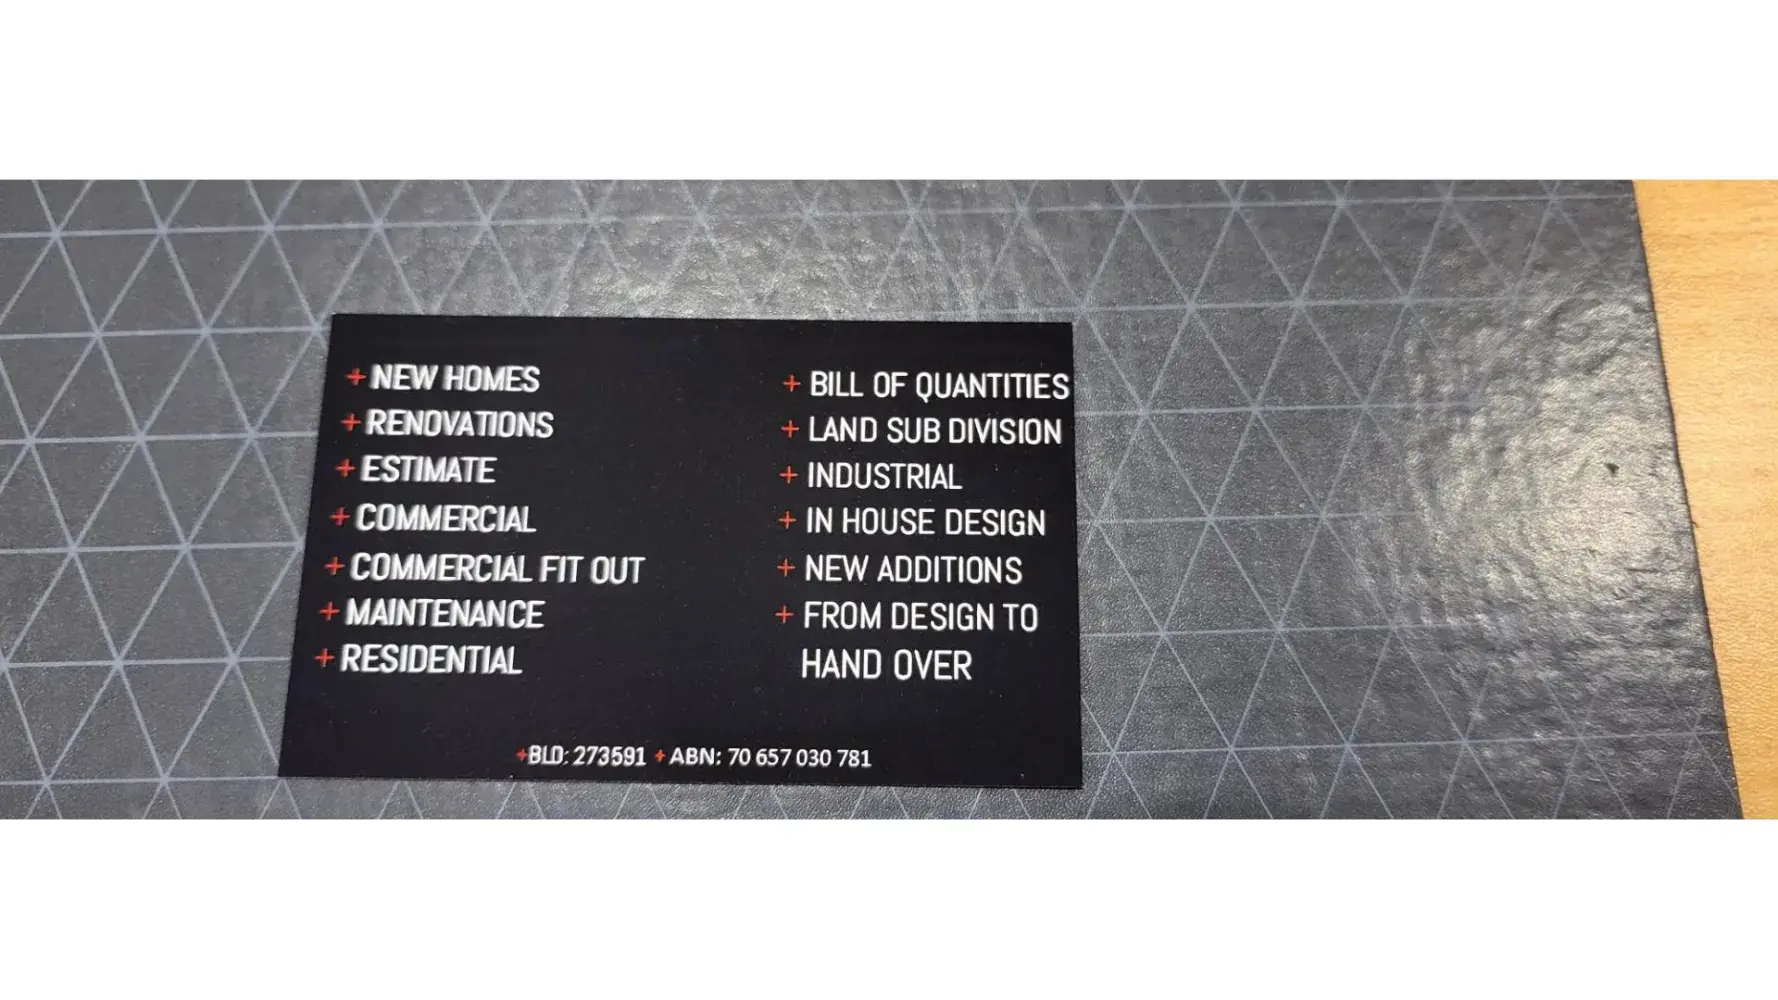 + NEW HOMES
+ RENOVATIONS
+ ESTIMATE
+ COMMERCIAL
+ COMMERCIAL FIT OUT
+ MAINTENANCE
+ RESIDENTIAL
+ BILL OF QUANTITIES
+ LAND SUB DIVISION
+ INDUSTRIAL
+ IN HOUSE DESIGN
+ NEW ADDITIONS
+ FROM DESIGN TO
HAND OVER
+BLD: 273591 + ABN: 70 657 030 781